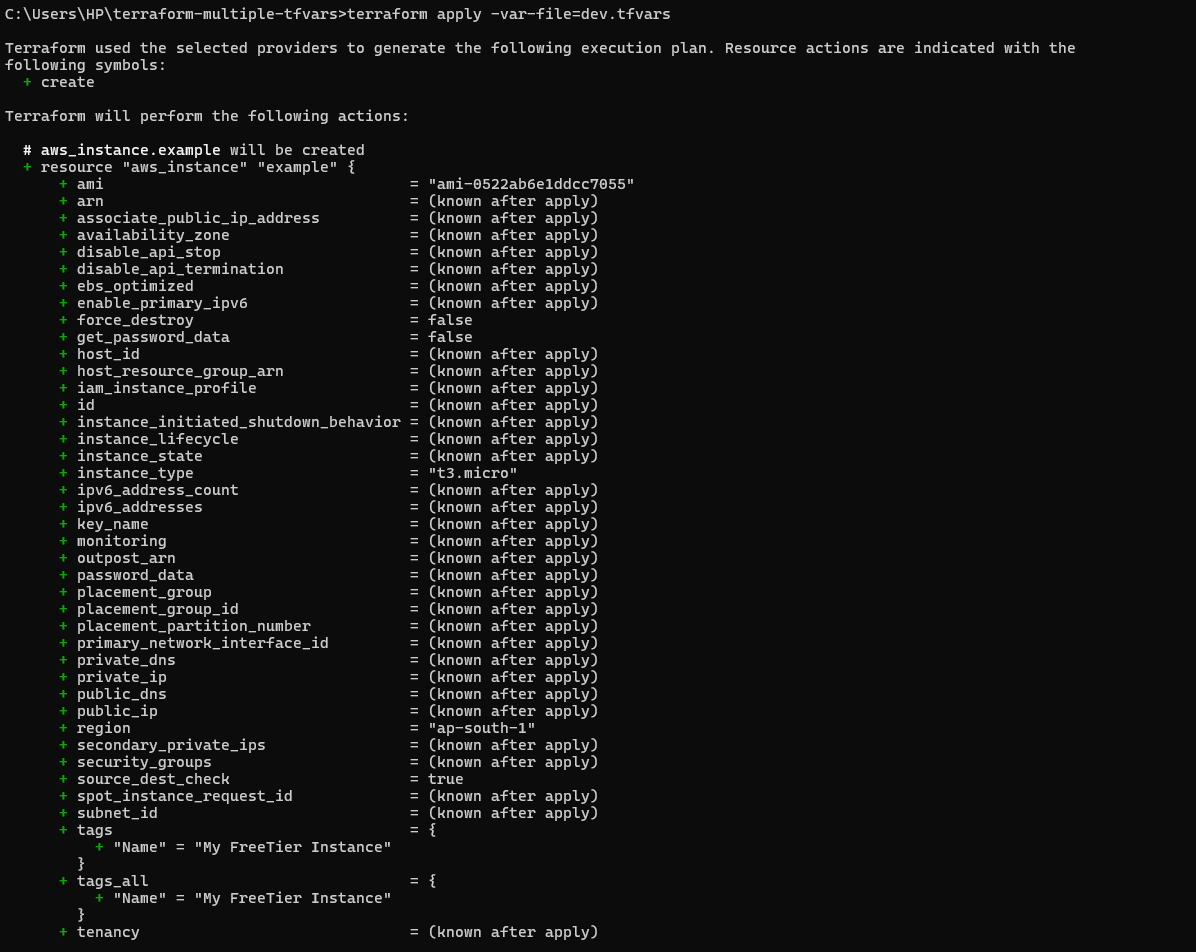 C:\Users\HP\terraform-multiple-tfvars>terraform apply -var-file=dev.tfvars

Terraform used the selected providers to generate the following execution plan. Resource actions are indicated with the
following symbols:
  + create

Terraform will perform the following actions:

  # aws_instance.example will be created
  + resource "aws_instance" "example" {
      + ami                                  = "ami-0522ab6e1ddcc7055"
      + arn                                  = (known after apply)
      + associate_public_ip_address          = (known after apply)
      + availability_zone                    = (known after apply)
      + disable_api_stop                     = (known after apply)
      + disable_api_termination              = (known after apply)
      + ebs_optimized                        = (known after apply)
      + enable_primary_ipv6                  = (known after apply)
      + force_destroy                        = false
      + get_password_data                    = false
      + host_id                              = (known after apply)
      + host_resource_group_arn              = (known after apply)
      + iam_instance_profile                 = (known after apply)
      + id                                   = (known after apply)
      + instance_initiated_shutdown_behavior = (known after apply)
      + instance_lifecycle                   = (known after apply)
      + instance_state                       = (known after apply)
      + instance_type                        = "t3.micro"
      + ipv6_address_count                   = (known after apply)
      + ipv6_addresses                       = (known after apply)
      + key_name                             = (known after apply)
      + monitoring                           = (known after apply)
      + outpost_arn                          = (known after apply)
      + password_data                        = (known after apply)
      + placement_group                      = (known after apply)
      + placement_group_id                   = (known after apply)
      + placement_partition_number           = (known after apply)
      + primary_network_interface_id         = (known after apply)
      + private_dns                          = (known after apply)
      + private_ip                           = (known after apply)
      + public_dns                           = (known after apply)
      + public_ip                            = (known after apply)
      + region                               = "ap-south-1"
      + secondary_private_ips                = (known after apply)
      + security_groups                      = (known after apply)
      + source_dest_check                    = true
      + spot_instance_request_id             = (known after apply)
      + subnet_id                            = (known after apply)
      + tags                                 = {
          + "Name" = "My FreeTier Instance"
        }
      + tags_all                             = {
          + "Name" = "My FreeTier Instance"
        }
      + tenancy                              = (known after apply)